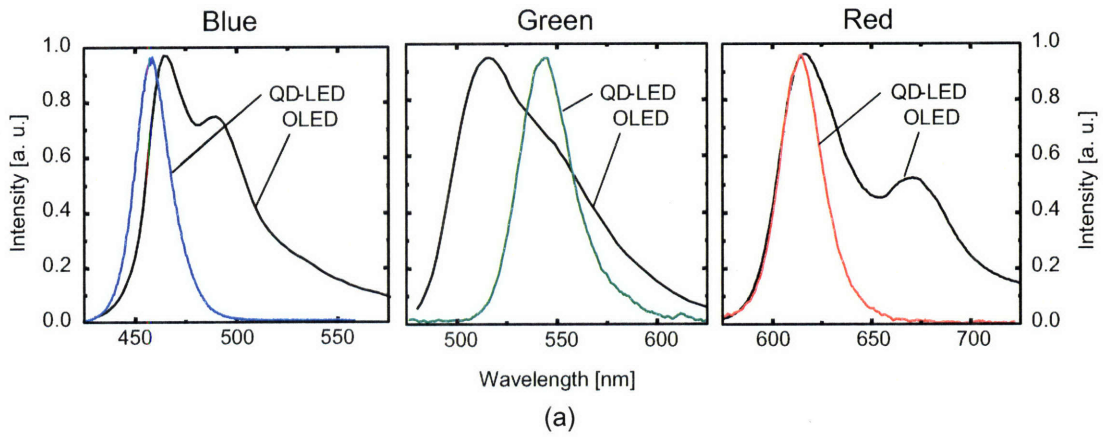 Blue Green Red
1.0
0.8
0.6
0.4
0.2
0.0
Intensity [a. u.]
QD-LED
OLED
450 500 550
QD-LED
OLED
500 550 600
QD-LED
OLED
600 650 700
1.0
0.8
0.6
0.4
0.2
0.0
Intensity [a. u.]
Wavelength [nm]
(a)